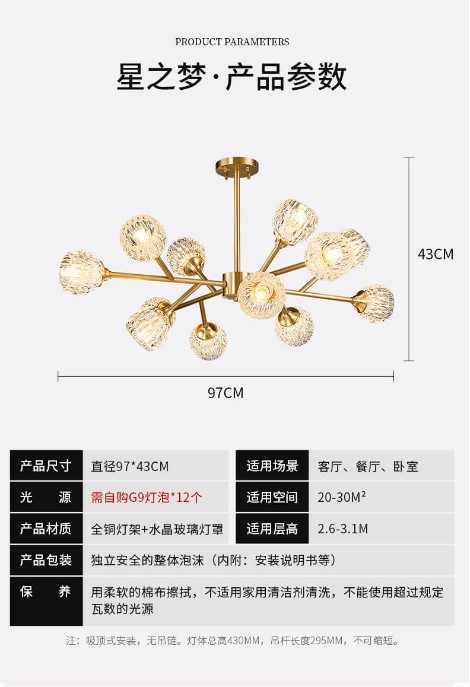 PRODUCT PARAMETERS
星之梦·产品参数
43CM
97CM
产品尺寸 直径97*43CM 适用场景 客厅、餐厅、卧室
光 源 需自购G9灯泡*12个 适用空间 20-30M²
产品材质 全铜灯架+水晶玻璃灯罩 适用层高 2.6-3.1M
产品包装 独立安全的整体泡沫（内附：安装说明书等）
保 养 用柔软的棉布擦拭，不适用家用清洁剂清洗，不能使用超过规定
瓦数的光源
注：吸顶式安装，无吊链。灯体总高430MM，吊杆长度295MM，不可缩短。